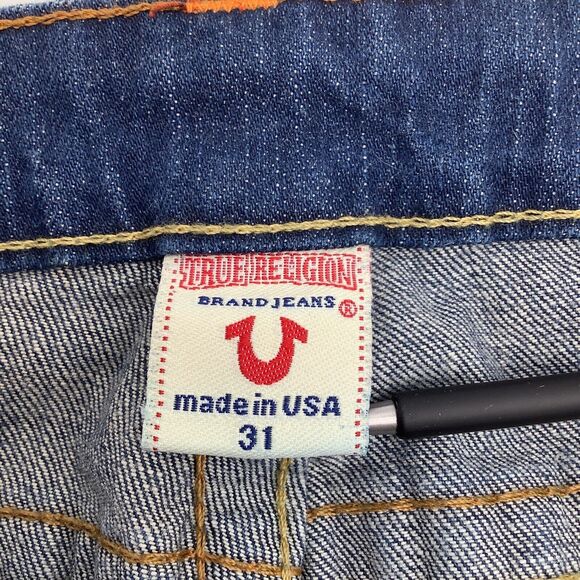 TRUE RELIGION
BRAND JEANS ®
made in USA
31